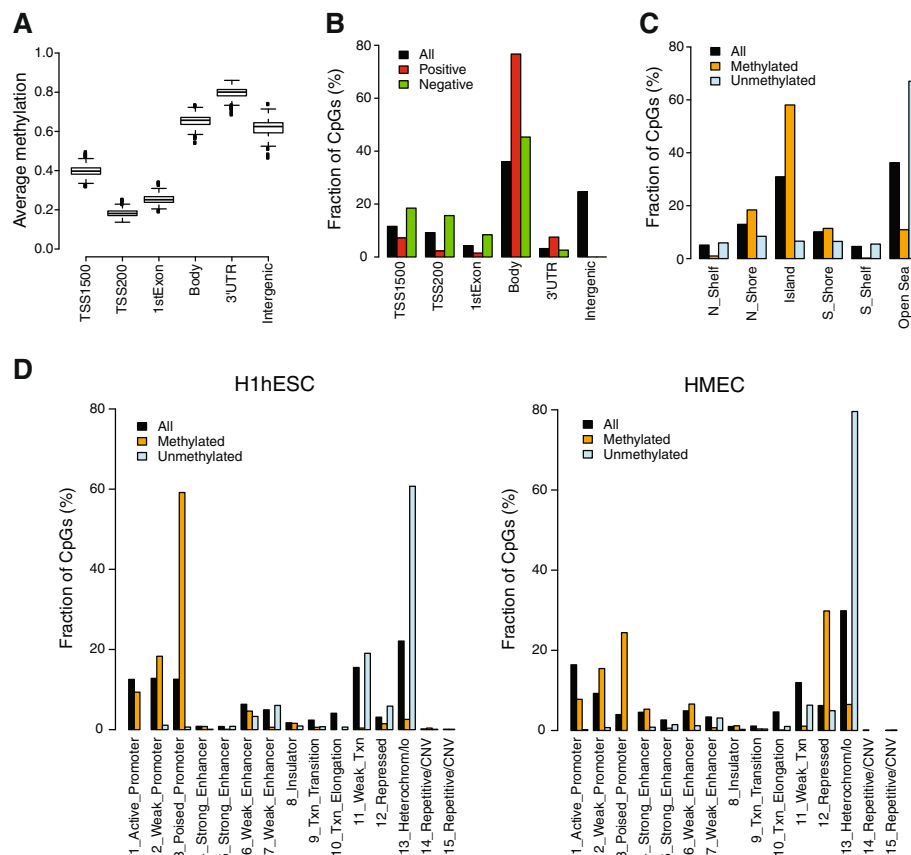 A
Average methylation
1.0
0.8
0.6
0.4
0.2
0.0
TSS1500
TSS200
1stExon
Body
3'UTR
Intergenic
B
Fraction of CpGs (%)
80
60
40
20
0
All
Positive
Negative
TSS1500
TSS200
1stExon
Body
3'UTR
Intergenic
C
Fraction of CpGs (%)
80
60
40
20
0
All
Methylated
Unmethylated
N_Shelf
N_Shore
Island
S_Shore
S_Shelf
Open Sea
D
H1hESC
Fraction of CpGs (%)
80
60
40
20
0
All
Methylated
Unmethylated
1_Active_Promoter
2_Weak_Promoter
3_Poised_Promoter
_Strong_Enhancer
_Strong_Enhancer
6_Weak_Enhancer
7_Weak_Enhancer
8_Insulator
9_Txn_Transition
10_Txn_Elongation
11_Weak_Txn
12_Repressed
13_Heterochrom/lo
14_Repetitive/CNV
15_Repetitive/CNV
HMEC
Fraction of CpGs (%)
80
60
40
20
0
All
Methylated
Unmethylated
1_Active_Promoter
2_Weak_Promoter
3_Poised_Promoter
_Strong_Enhancer
_Strong_Enhancer
6_Weak_Enhancer
7_Weak_Enhancer
8_Insulator
9_Txn_Transition
10_Txn_Elongation
11_Weak_Txn
12_Repressed
13_Heterochrom/lo
14_Repetitive/CNV
15_Repetitive/CNV